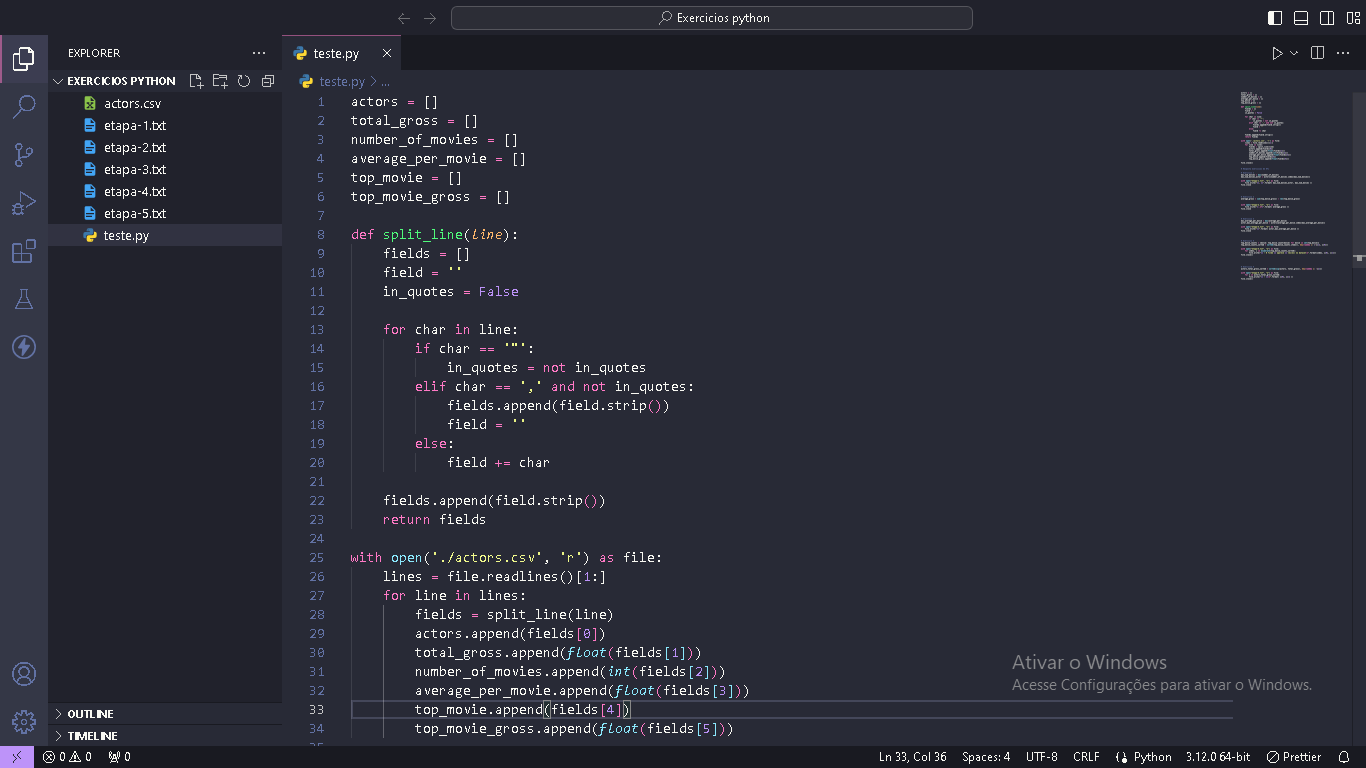 Exercicios python
EXPLORER
teste.py
EXERCICIOS PYTHON
actors.csv
etapa-1.txt
etapa-2.txt
etapa-3.txt
etapa-4.txt
etapa-5.txt
teste.py
OUTLINE
TIMELINE
teste.py > ...
1 actors = []
2 total_gross = []
3 number_of_movies = []
4 average_per_movie = []
5 top_movie = []
6 top_movie_gross = []
7
8 def split_line(line):
9     fields = []
10     field = ''
11     in_quotes = False
12
13     for char in line:
14         if char == '"':
15             in_quotes = not in_quotes
16         elif char == ',' and not in_quotes:
17             fields.append(field.strip())
18             field = ''
19         else:
20             field += char
21
22     fields.append(field.strip())
23     return fields
24
25 with open('./actors.csv', 'r') as file:
26     lines = file.readlines()[1:]
27     for line in lines:
28         fields = split_line(line)
29         actors.append(fields[0])
30         total_gross.append(float(fields[1]))
31         number_of_movies.append(int(fields[2]))
32         average_per_movie.append(float(fields[3]))
33         top_movie.append(fields[4])
34         top_movie_gross.append(float(fields[5]))
Ativar o Windows
Acesse Configurações para ativar o Windows.
0 0 0 Ln 33, Col 36 Spaces: 4 UTF-8 CRLF Python 3.12.0 64-bit Prettier